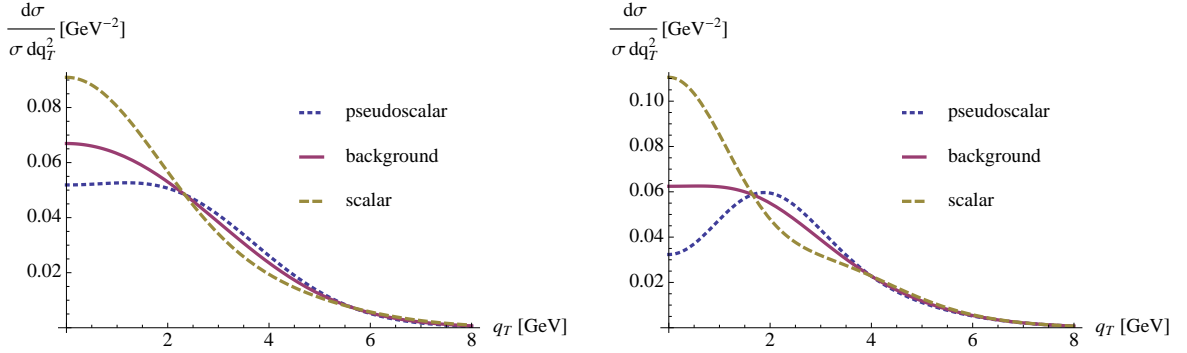 dσ
σ dq_T^2 [GeV⁻²]
0.08
0.06
0.04
0.02
pseudoscalar
background
scalar
2
4
6
8
q_T [GeV]
dσ
σ dq_T^2 [GeV⁻²]
0.10
0.08
0.06
0.04
0.02
pseudoscalar
background
scalar
2
4
6
8
q_T [GeV]